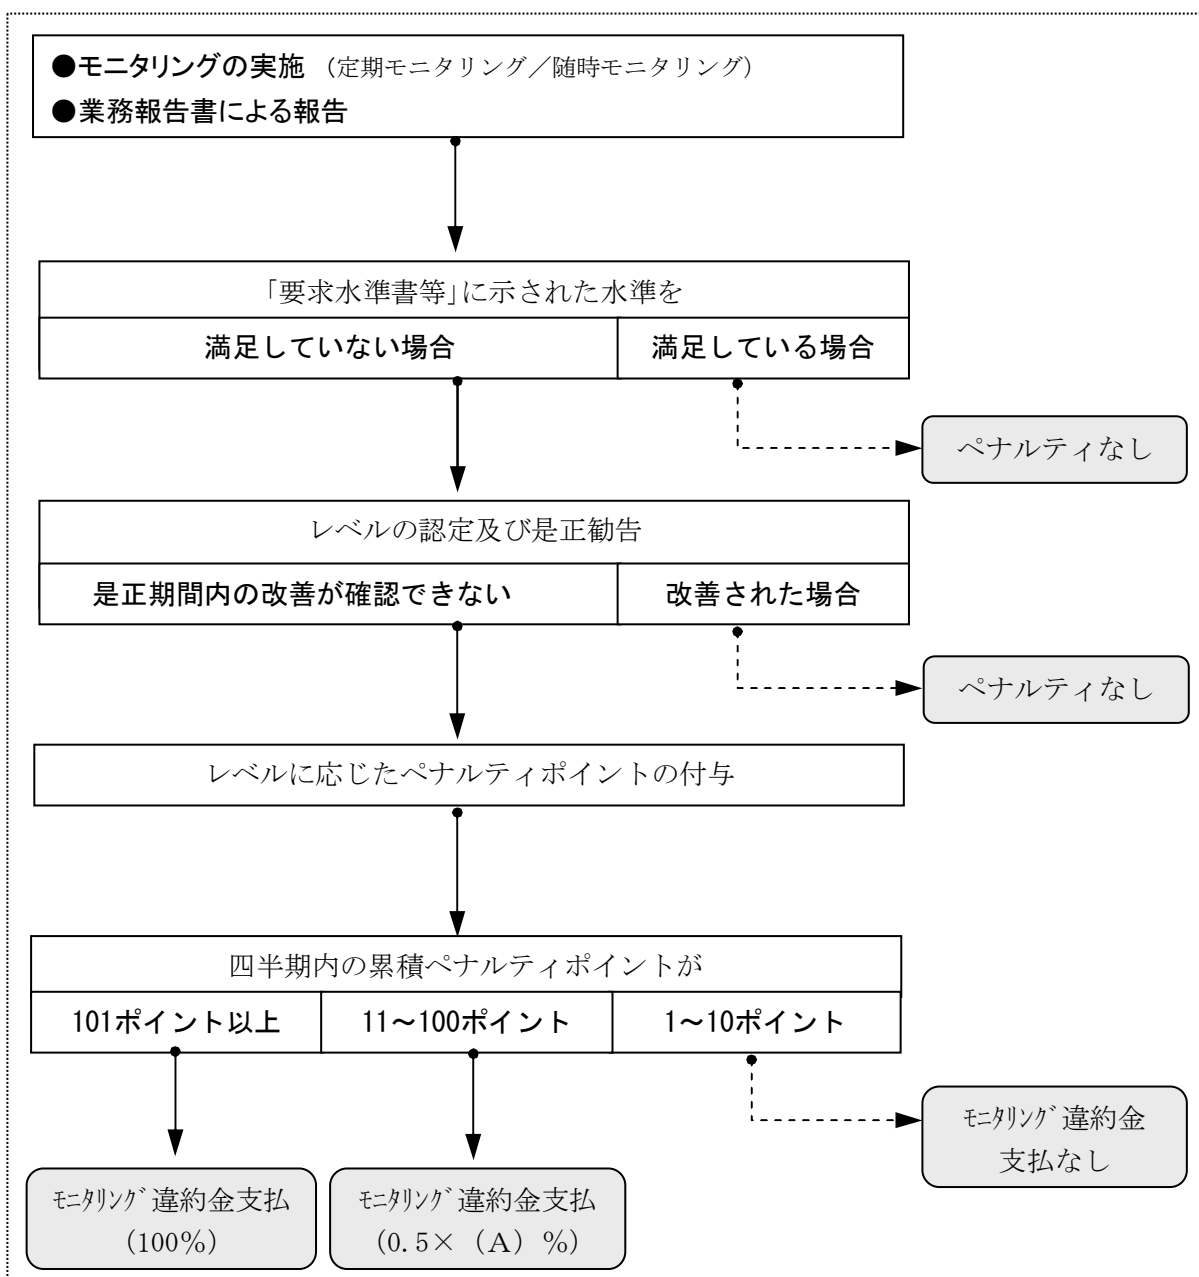 ●モニタリングの実施 （定期モニタリング／随時モニタリング）
●業務報告書による報告
「要求水準書等」に示された水準を
満足していない場合
満足している場合
ペナルティなし
レベルの認定及び是正勧告
是正期間内の改善が確認できない
改善された場合
ペナルティなし
レベルに応じたペナルティポイントの付与
四半期内の累積ペナルティポイントが
101ポイント以上
11～100ポイント
1～10ポイント
ﾓﾆﾀﾘﾝｸﾞ違約金
支払なし
ﾓﾆﾀﾘﾝｸﾞ違約金支払
（100%）
ﾓﾆﾀﾘﾝｸﾞ違約金支払
（0.5×（A）%）